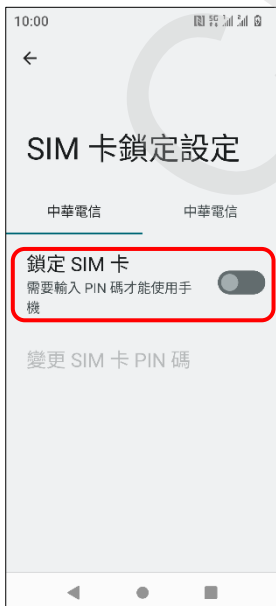 10:00
SIM 卡鎖定設定
中華電信 中華電信
鎖定 SIM 卡
需要輸入 PIN 碼才能使用手
機
變更 SIM 卡 PIN 碼